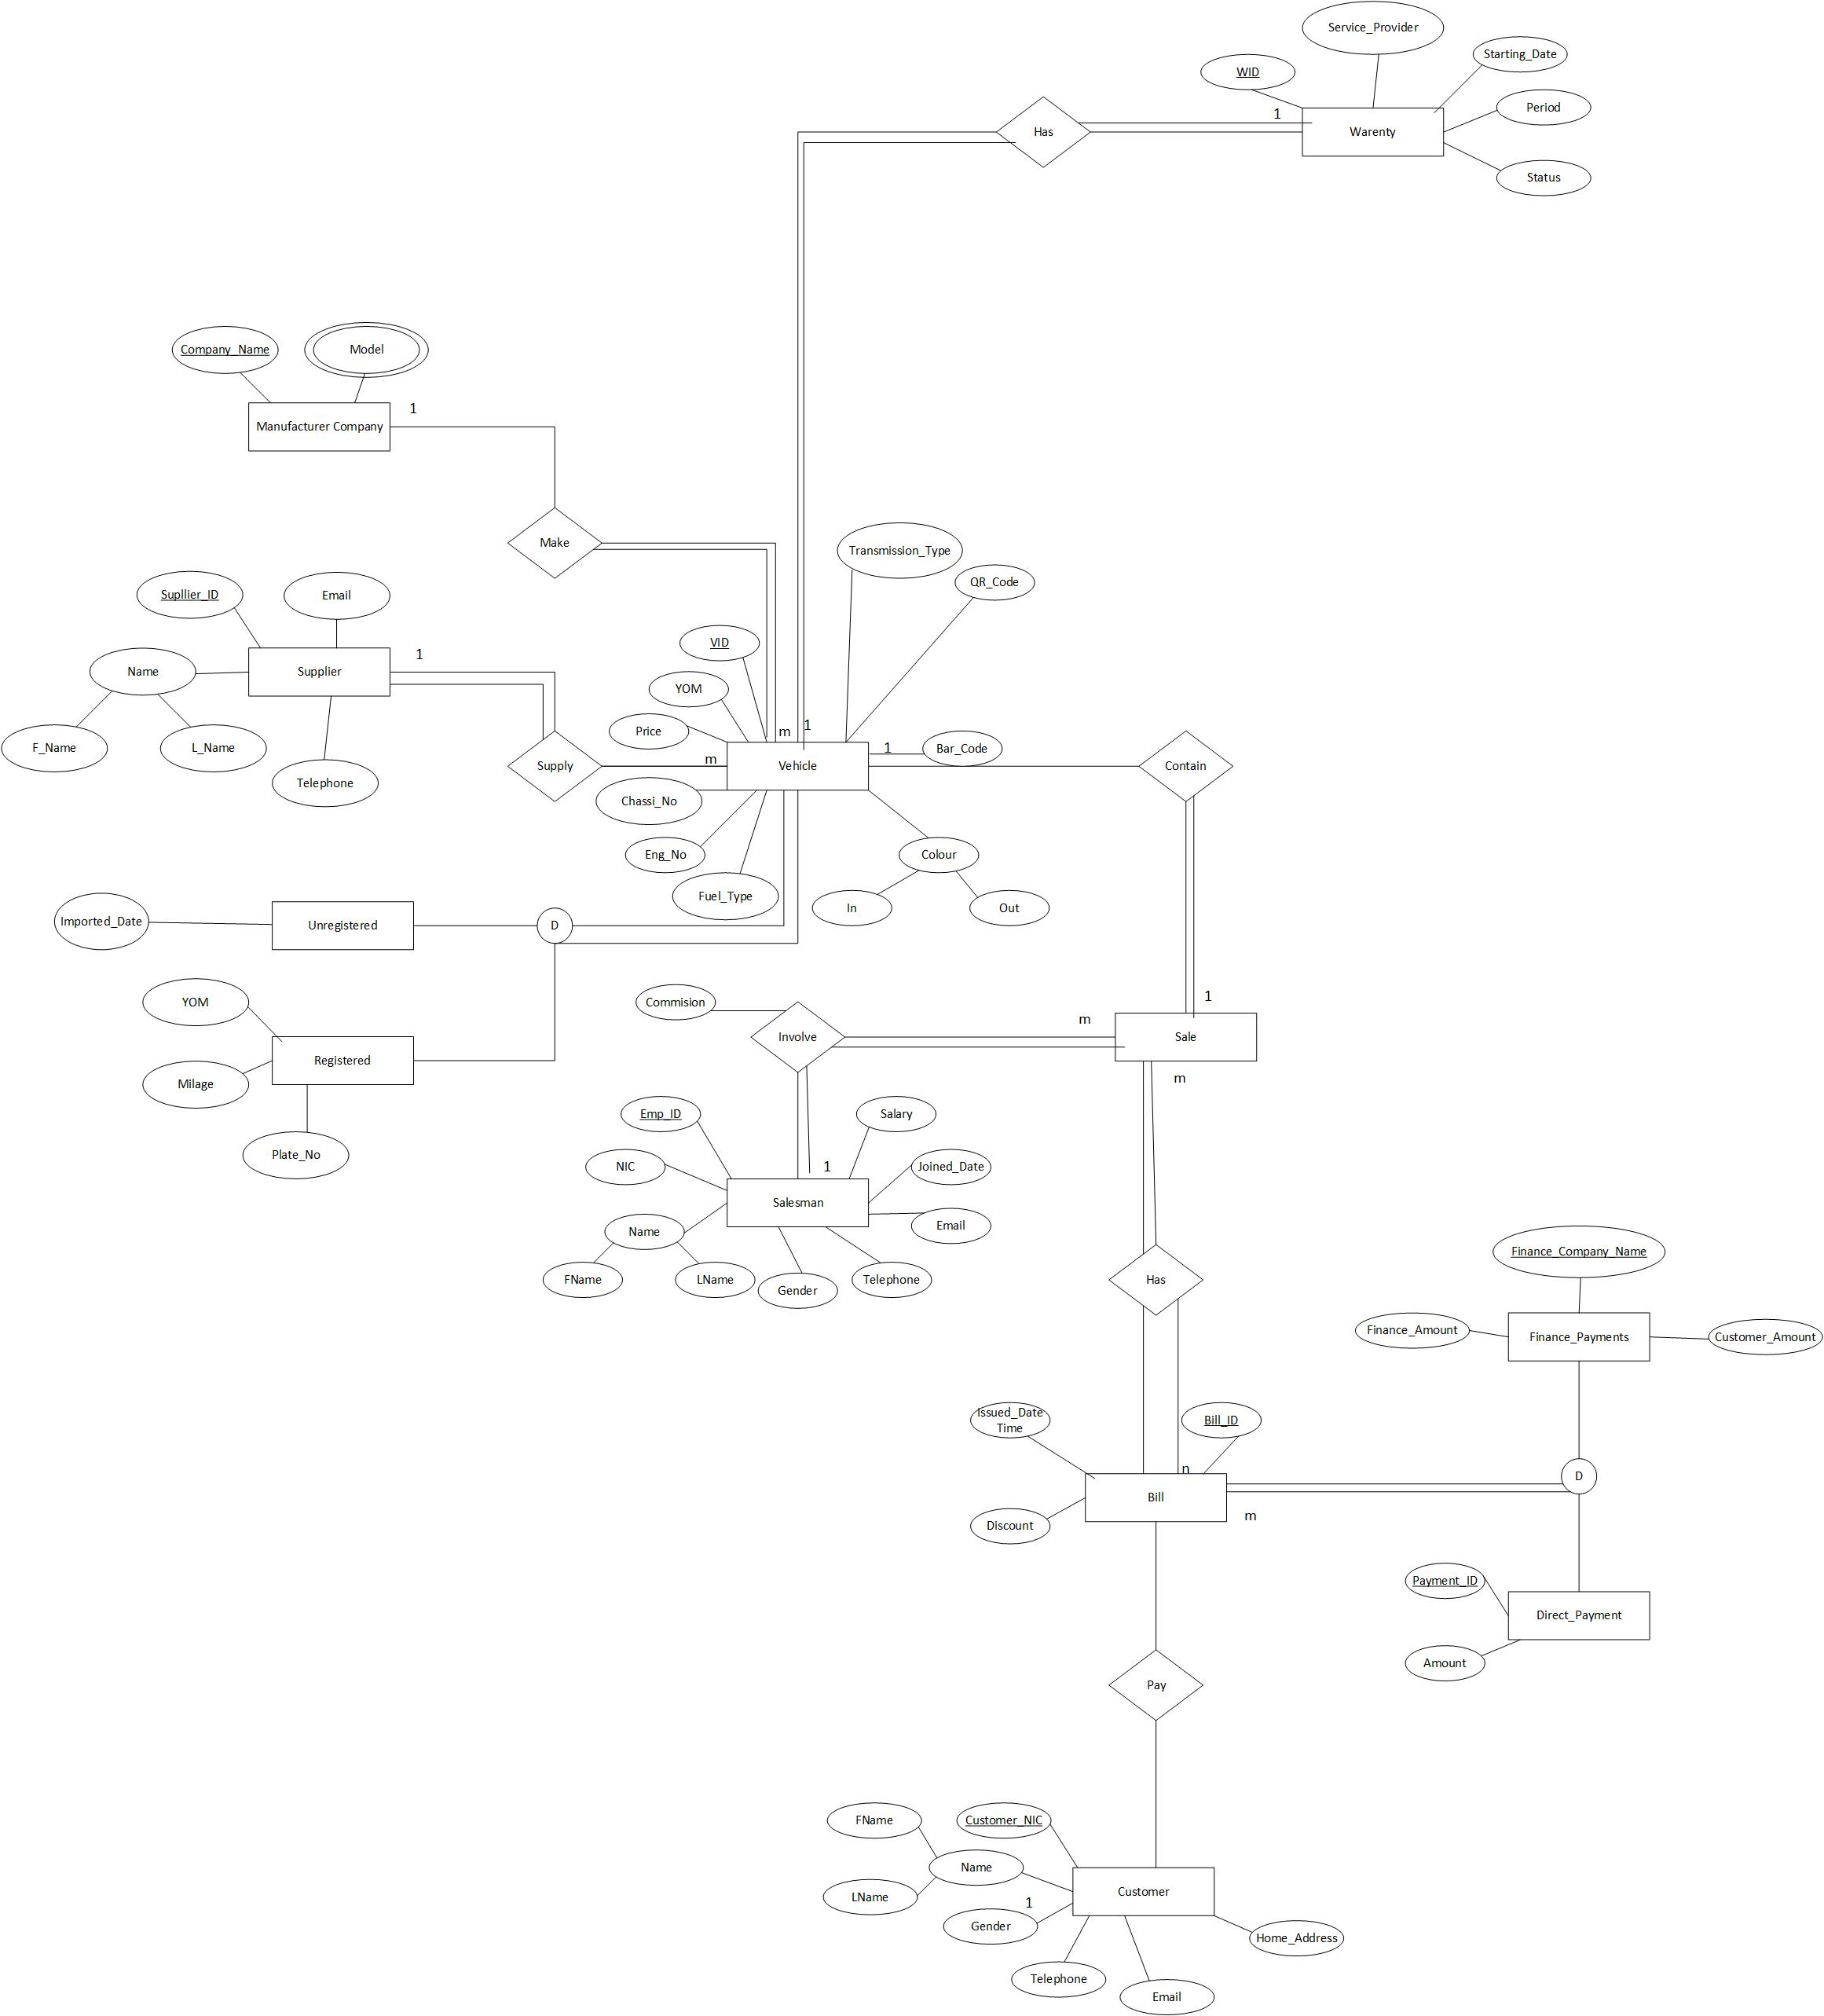 Service_Provider
Starting_Date
WID
Period
1
Has
Warenty
Status
Company_Name
Model
1
Manufacturer Company
Make
Transmission_Type
QR_Code
Supllier_ID
Email
VID
1
Name
Supplier
YOM
F_Name
L_Name
Price
m
1
1
Bar_Code
Telephone
Supply
m
Vehicle
Contain
Chassi_No
Eng_No
Colour
Fuel_Type
In
Out
Imported_Date
Unregistered
D
YOM
Commision
1
m
Involve
Sale
Registered
m
Milage
Emp_ID
Salary
Plate_No
NIC
1
Joined_Date
Salesman
Name
Email
FName
LName
Gender
Telephone
Has
Finance_Company_Name
Finance_Amount
Finance_Payments
Customer_Amount
Issued_Date
Time
Bill_ID
n
D
Bill
Discount
m
Payment_ID
Direct_Payment
Amount
Pay
FName
Customer_NIC
Name
LName
1
Customer
Gender
Home_Address
Telephone
Email